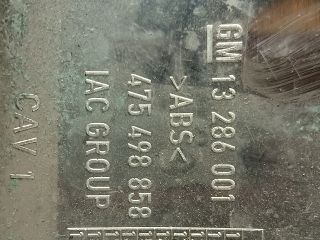 GM 13 286 001
>ABS<
475 498 858
IAC GROUP
CAV 1